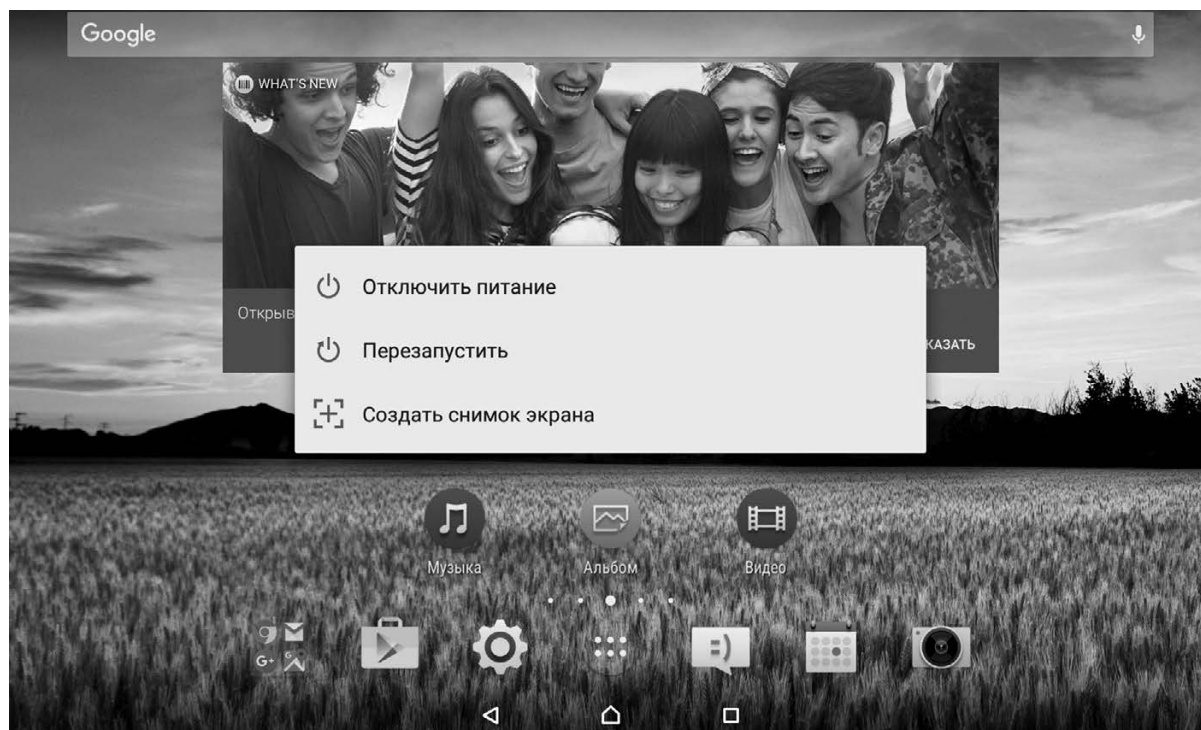 Google
WHAT'S NEW
Отключить питание
Открыв
Перезапустить
КАЗАТЬ
Создать снимок экрана
Музыка
Альбом
Видео
G+
=)